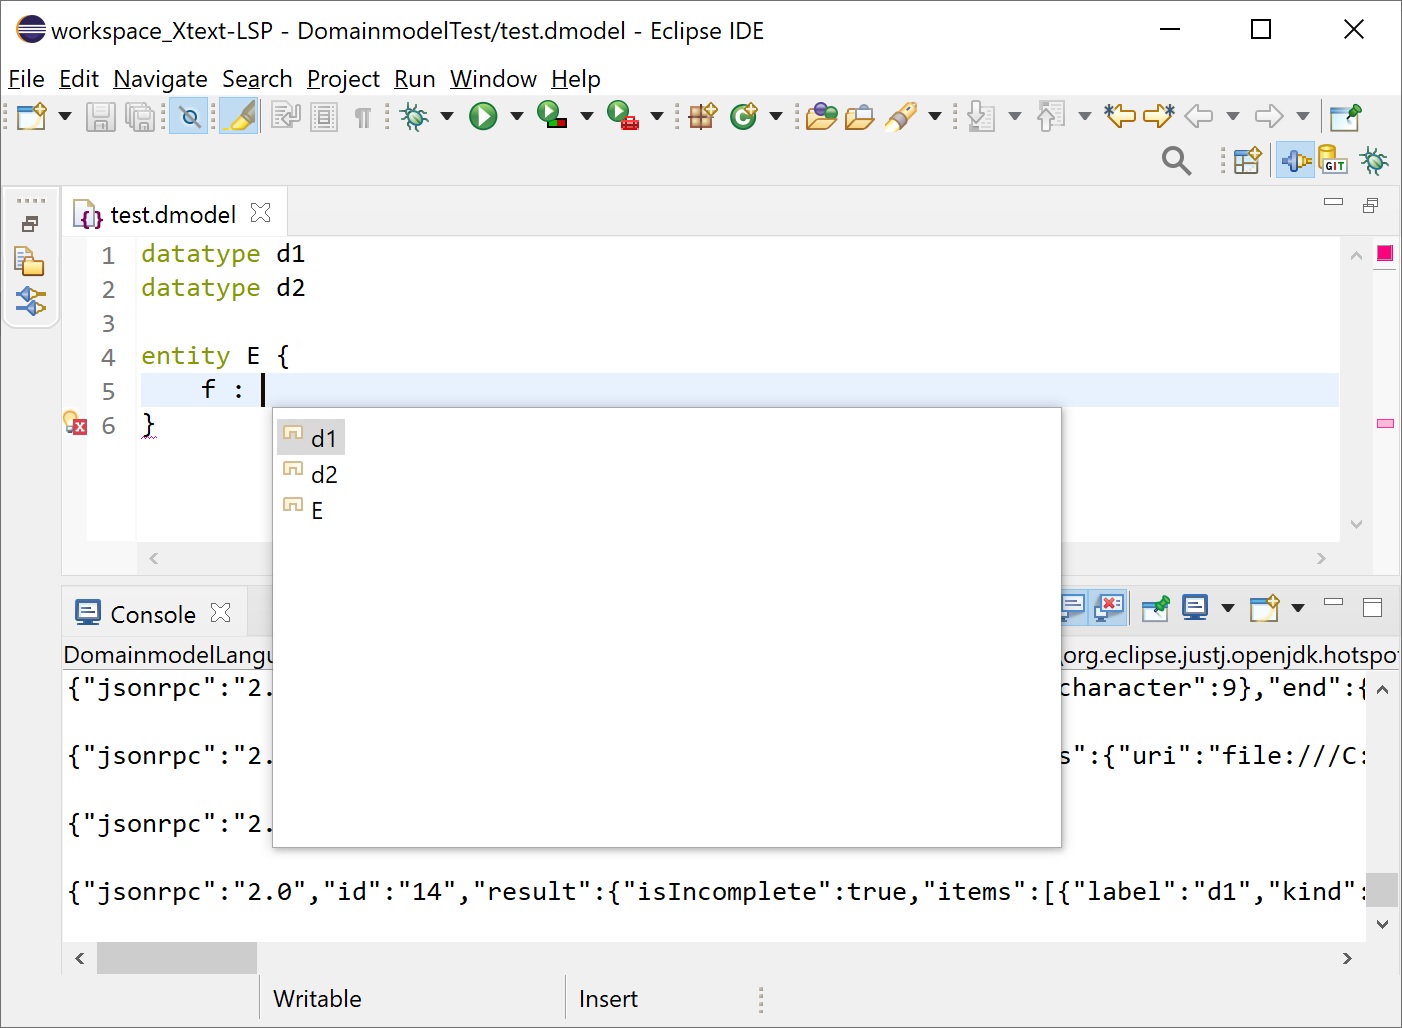 workspace_Xtext-LSP - DomainmodelTest/test.dmodel - Eclipse IDE
File Edit Navigate Search Project Run Window Help
GIT
test.dmodel
1 datatype d1
2 datatype d2
3
4 entity E {
5 f :
6 }
d1
d2
E
Console
DomainmodelLangu \org.eclipse.justj.openjdk.hotspo
{"jsonrpc":"2. character":9},"end":{
{"jsonrpc":"2. s":{"uri":"file:///C:
{"jsonrpc":"2.
{"jsonrpc":"2.0","id":"14","result":{"isIncomplete":true,"items":[{"label":"d1","kind":
Writable Insert